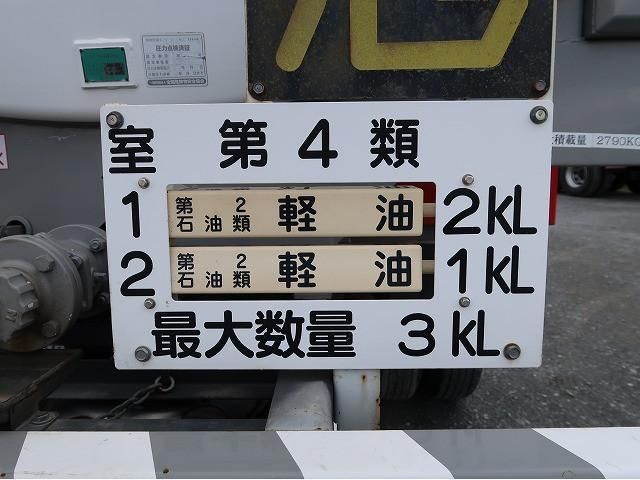 圧力点検済証
危
積載量 2790KG
室 第4類
1 第2石油類 軽油 2KL
2 第2石油類 軽油 1KL
最大数量 3KL